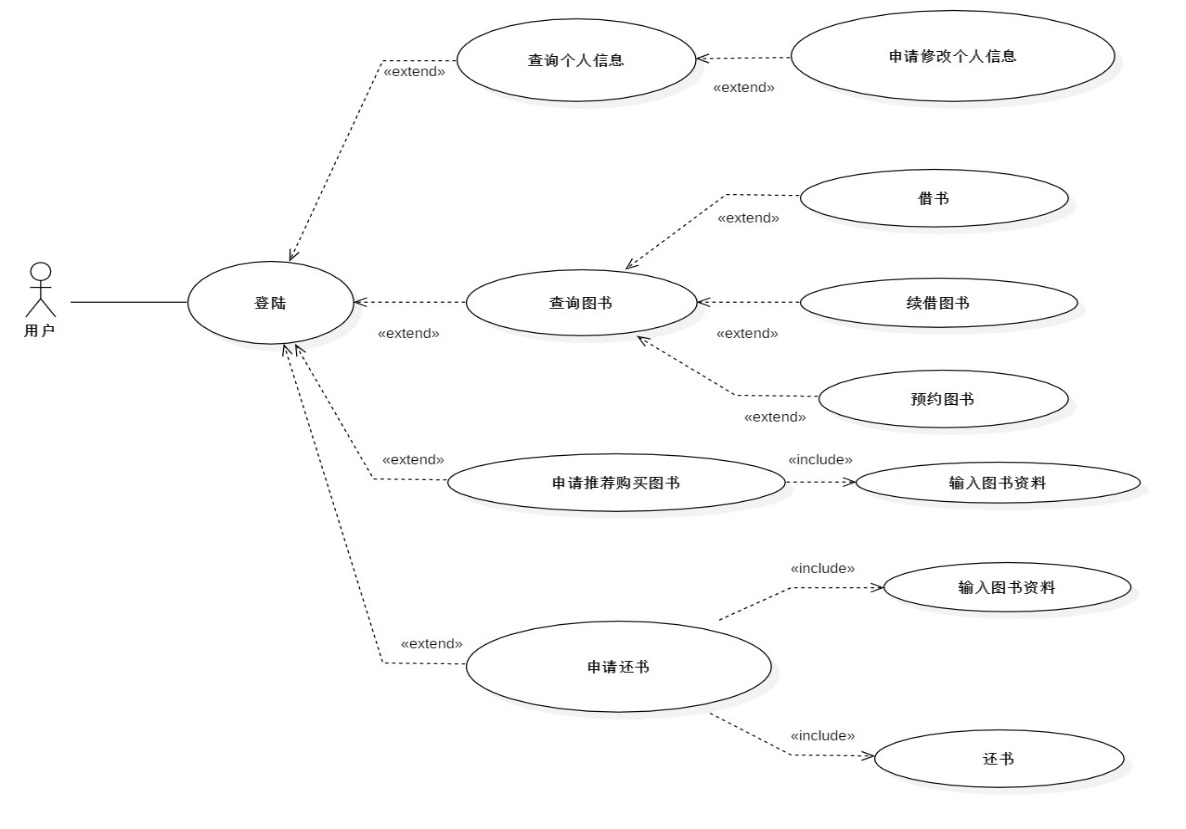 查询个人信息
«extend»
申请修改个人信息
«extend»
借书
«extend»
用户
登陆
«extend»
查询图书
«extend»
续借图书
预约图书
«extend»
«extend»
申请推荐购买图书
«include»
输入图书资料
«include»
输入图书资料
«extend»
申请还书
«include»
还书